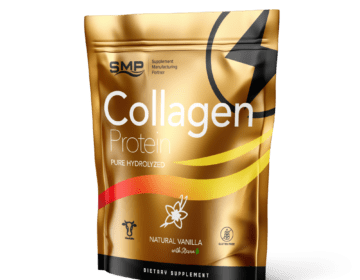 SMP
Supplement
Manufacturing
Partner
Collagen
Protein
PURE HYDROLYZED
NATURAL VANILLA
with Stevia
DIETARY SUPPLEMENT